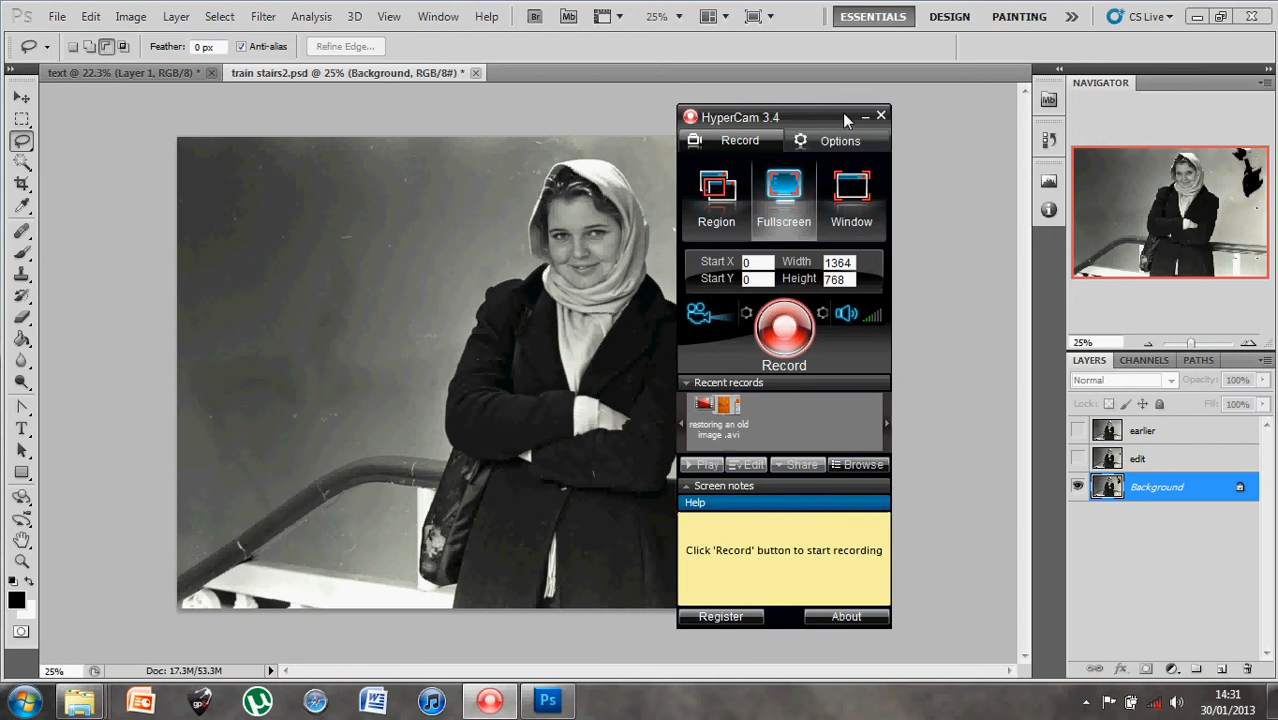 Ps File Edit Image Layer Select Filter Analysis 3D View Window Help Br Mb 25% ESSENTIALS DESIGN PAINTING CS Live
Feather: 0 px Anti-alias Refine Edge...
text @ 22.3% (Layer 1, RGB/8) * train stairs2.psd @ 25% (Background, RGB/8#) *
NAVIGATOR
Mb
HyperCam 3.4
Record Options
Region Fullscreen Window
Start X 0 Width 1364
Start Y 0 Height 768
Record
Recent records
restoring an old
image .avi
Play Edit Share Browse
Screen notes
Help
Click 'Record' button to start recording
Register About
25%
LAYERS CHANNELS PATHS
Normal Opacity: 100%
Lock: Fill: 100%
earlier
edit
Background
25% Doc: 17.3M/53.3M
Ps
14:31
30/01/2013